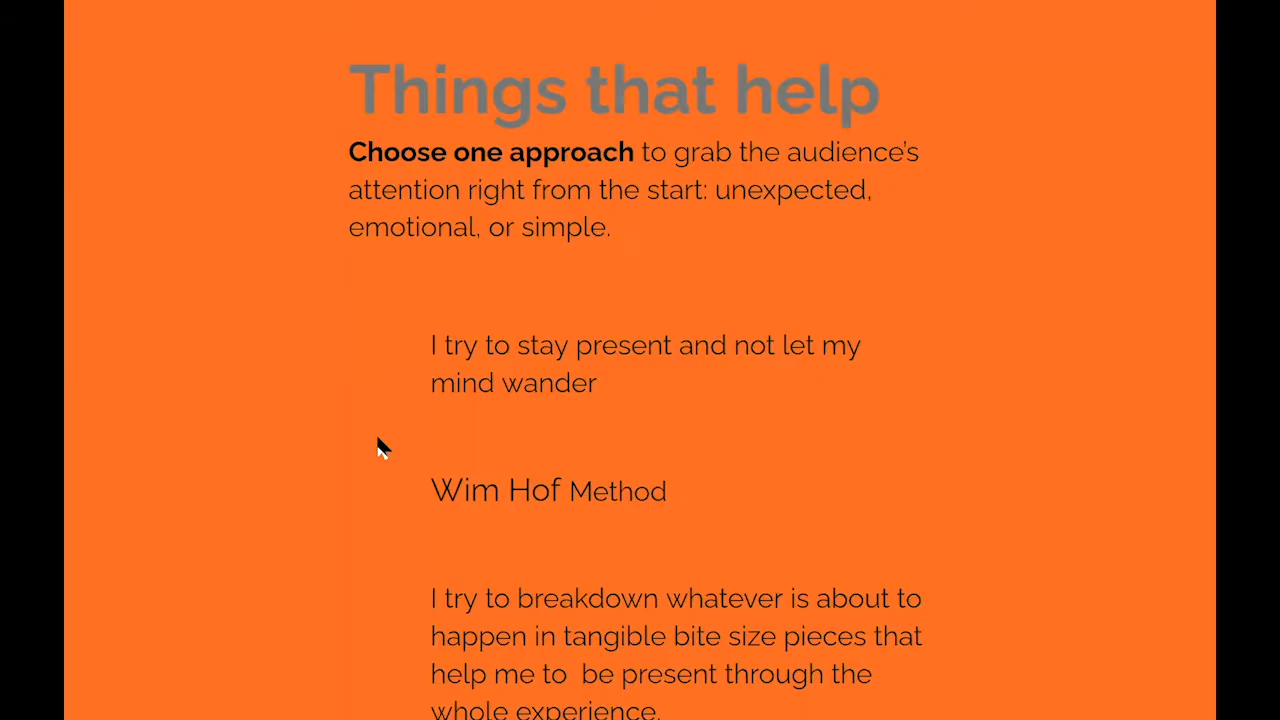 Things that help
Choose one approach to grab the audience’s
attention right from the start: unexpected,
emotional, or simple.
I try to stay present and not let my
mind wander
Wim Hof Method
I try to breakdown whatever is about to
happen in tangible bite size pieces that
help me to  be present through the
whole experience.